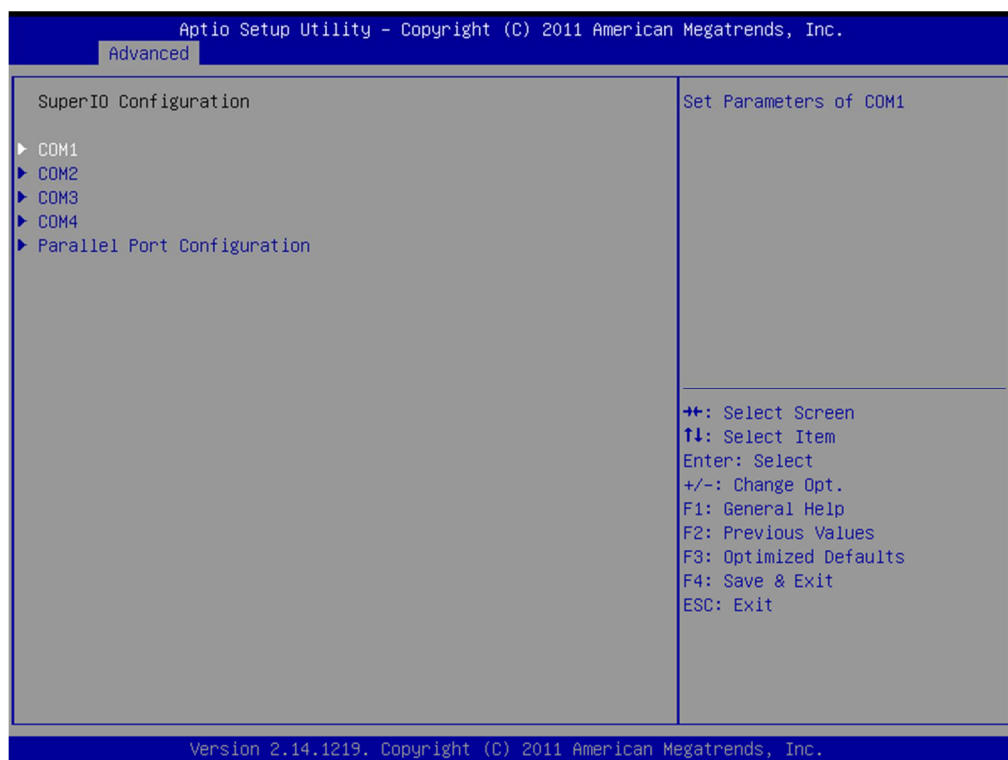 Aptio Setup Utility – Copyright (C) 2011 American Megatrends, Inc.
Advanced
SuperIO Configuration
COM1
COM2
COM3
COM4
Parallel Port Configuration
Set Parameters of COM1
→←: Select Screen
↑↓: Select Item
Enter: Select
+/-: Change Opt.
F1: General Help
F2: Previous Values
F3: Optimized Defaults
F4: Save & Exit
ESC: Exit
Version 2.14.1219. Copyright (C) 2011 American Megatrends, Inc.